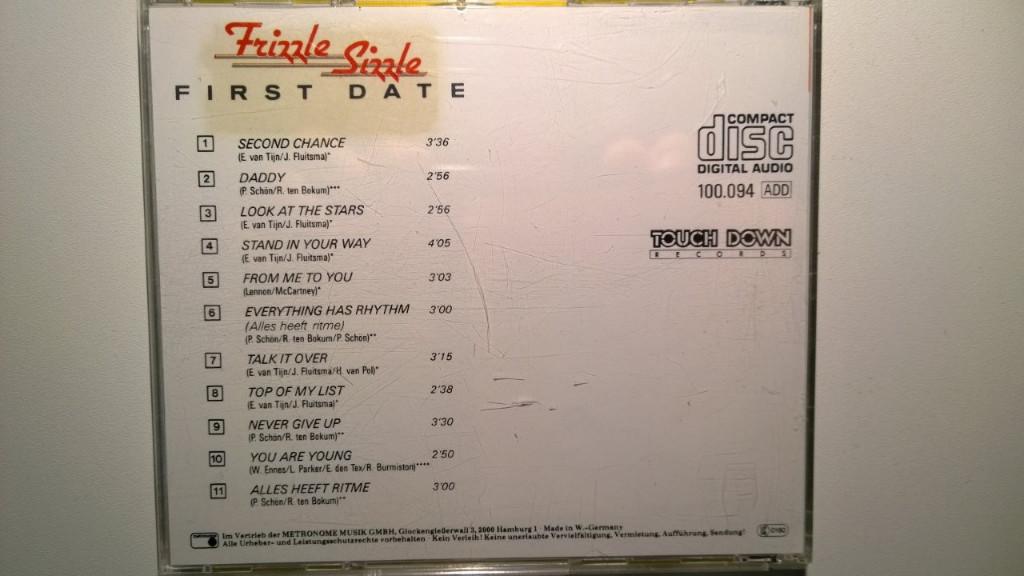 Frizzle Sizzle
FIRST DATE
1 SECOND CHANCE 3'36
(E. van Tijn/J. Fluitsma)*
2 DADDY 2'56
(P. Schön/R. ten Bokum)***
3 LOOK AT THE STARS 2'56
(E. van Tijn/J. Fluitsma)*
4 STAND IN YOUR WAY 4'05
(E. van Tijn/J. Fluitsma)*
5 FROM ME TO YOU 3'03
(Lennon/McCartney)*
6 EVERYTHING HAS RHYTHM 3'00
(Alles heeft ritme)
(P. Schön/R. ten Bokum/P. Schön)**
7 TALK IT OVER 3'15
(E. van Tijn/J. Fluitsma/H. van Pol)*
8 TOP OF MY LIST 2'38
(E. van Tijn/J. Fluitsma)*
9 NEVER GIVE UP 3'30
(P. Schön/R. ten Bokum)**
10 YOU ARE YOUNG 2'50
(W. Ennes/L. Parker/E. den Tex/R. Burmiston)****
11 ALLES HEEFT RITME 3'00
(P. Schön/R. ten Bokum)**
COMPACT
disc
DIGITAL AUDIO
100.094 ADD
TOUCH DOWN
RECORDS
Im Vertrieb der METRONOME MUSIK GMBH, Glockengießerwall 3, 2000 Hamburg 1 · Made in W.-Germany
Alle Urheber- und Leistungsschutzrechte vorbehalten · Kein Verleih! Keine unerlaubte Vervielfältigung, Vermietung, Aufführung, Sendung!